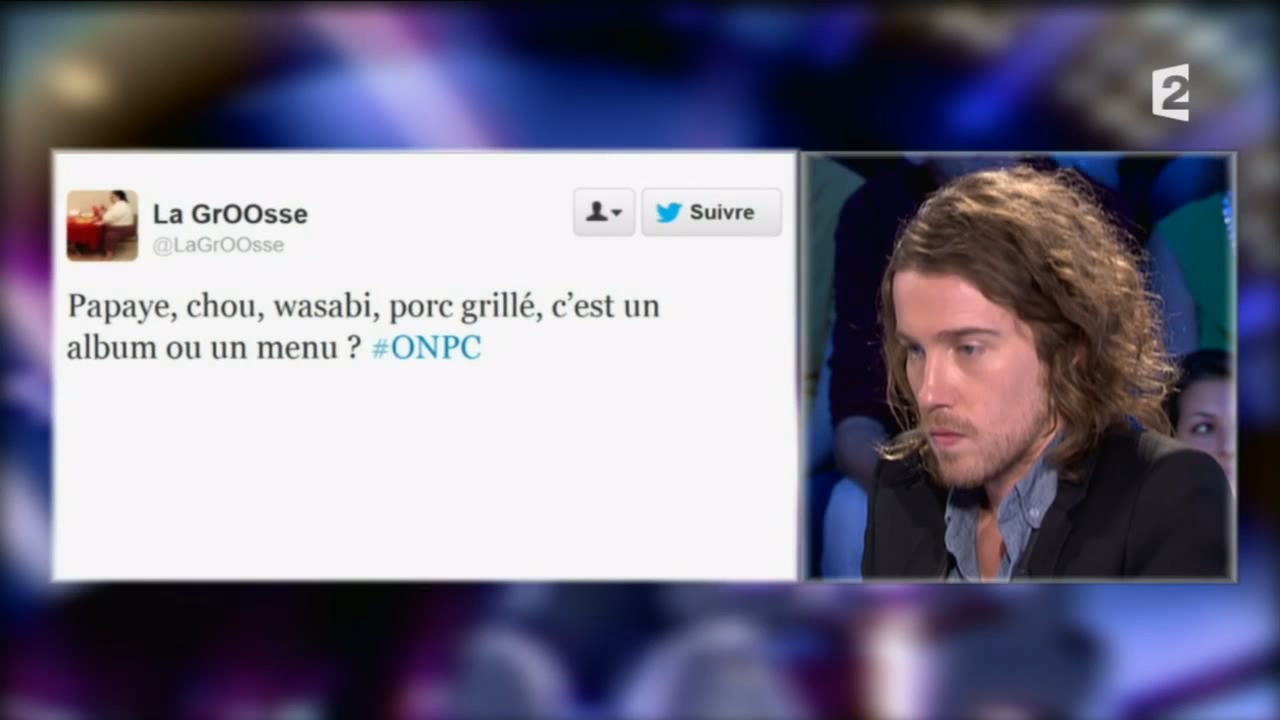 2
La GrOOsse
@LaGrOOsse
Suivre
Papaye, chou, wasabi, porc grillé, c’est un
album ou un menu ? #ONPC